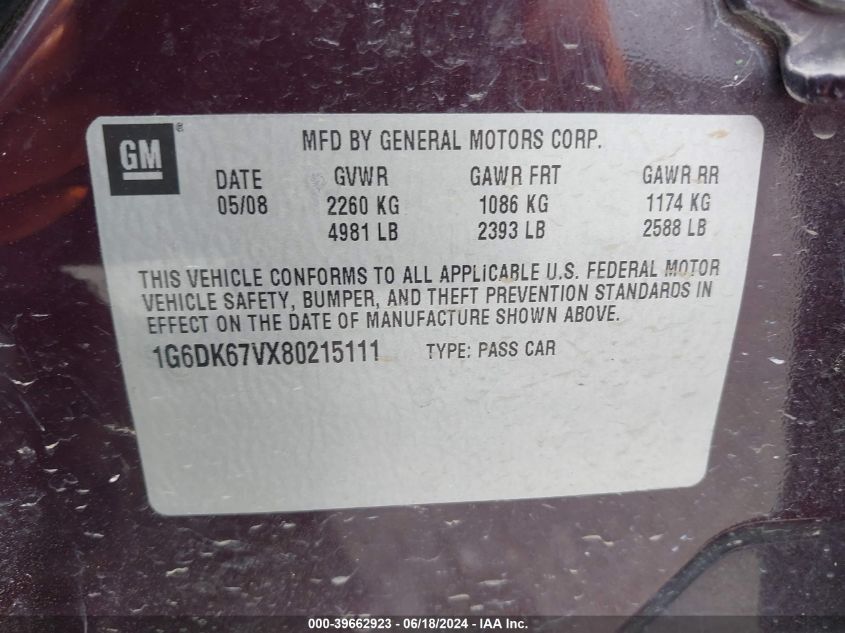 GM®
MFD BY GENERAL MOTORS CORP.
DATE GVWR GAWR FRT GAWR RR
05/08 2260 KG 1086 KG 1174 KG
4981 LB 2393 LB 2588 LB
THIS VEHICLE CONFORMS TO ALL APPLICABLE U.S. FEDERAL MOTOR
VEHICLE SAFETY, BUMPER, AND THEFT PREVENTION STANDARDS IN
EFFECT ON THE DATE OF MANUFACTURE SHOWN ABOVE.
1G6DK67VX80215111 TYPE: PASS CAR
000-39662923 - 06/18/2024 - IAA Inc.